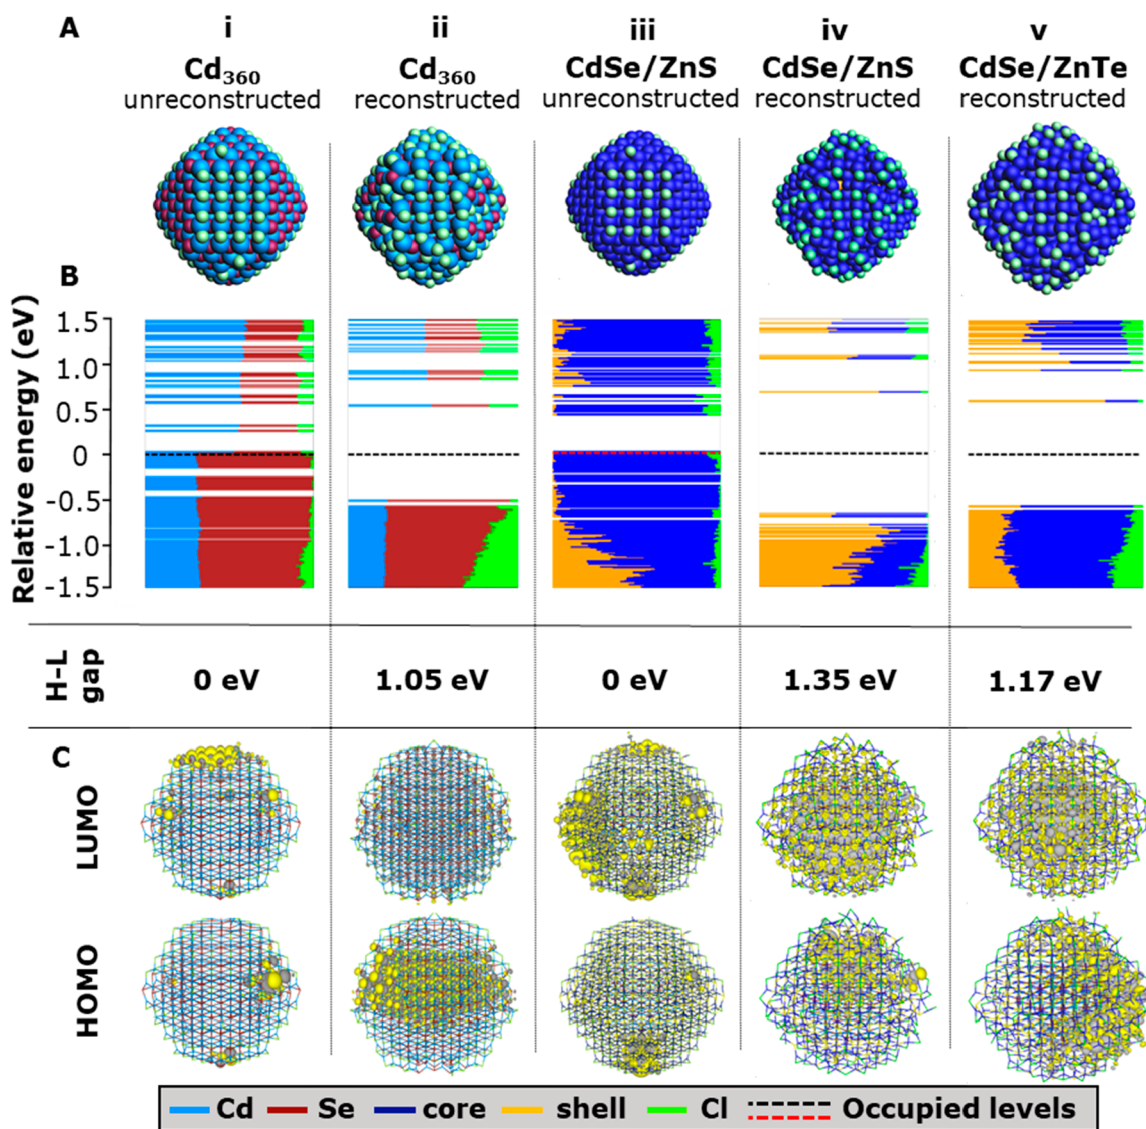 A
i
ii
iii
iv
v
Cd360
unreconstructed
Cd360
reconstructed
CdSe/ZnS
unreconstructed
CdSe/ZnS
reconstructed
CdSe/ZnTe
reconstructed
B
Relative energy (eV)
1.5
1.0
0.5
0
-0.5
-1.0
-1.5
H-L
gap
0 eV
1.05 eV
0 eV
1.35 eV
1.17 eV
C
LUMO
HOMO
Cd Se core shell Cl Occupied levels